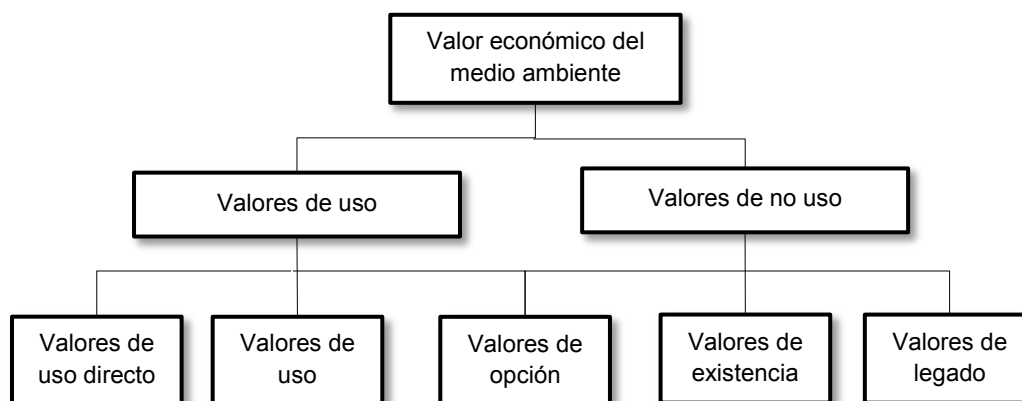 Valor económico del
medio ambiente
Valores de uso
Valores de no uso
Valores de
uso directo
Valores de
uso
Valores de
opción
Valores de
existencia
Valores de
legado